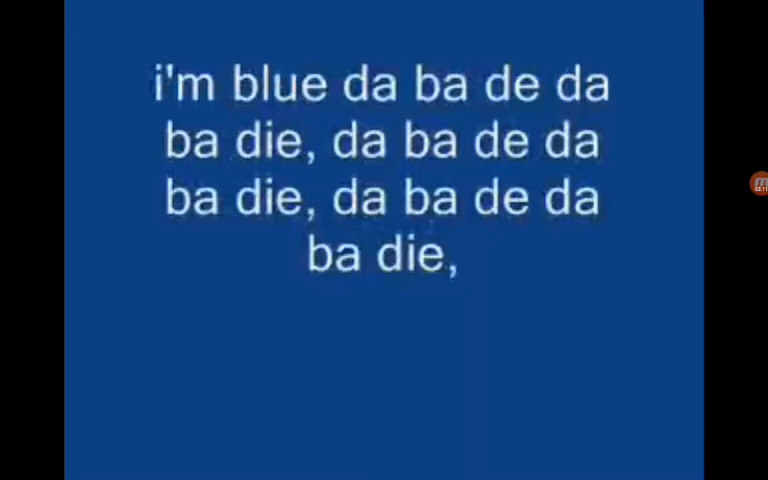 i'm blue da ba de da
ba die, da ba de da
ba die, da ba de da
ba die,